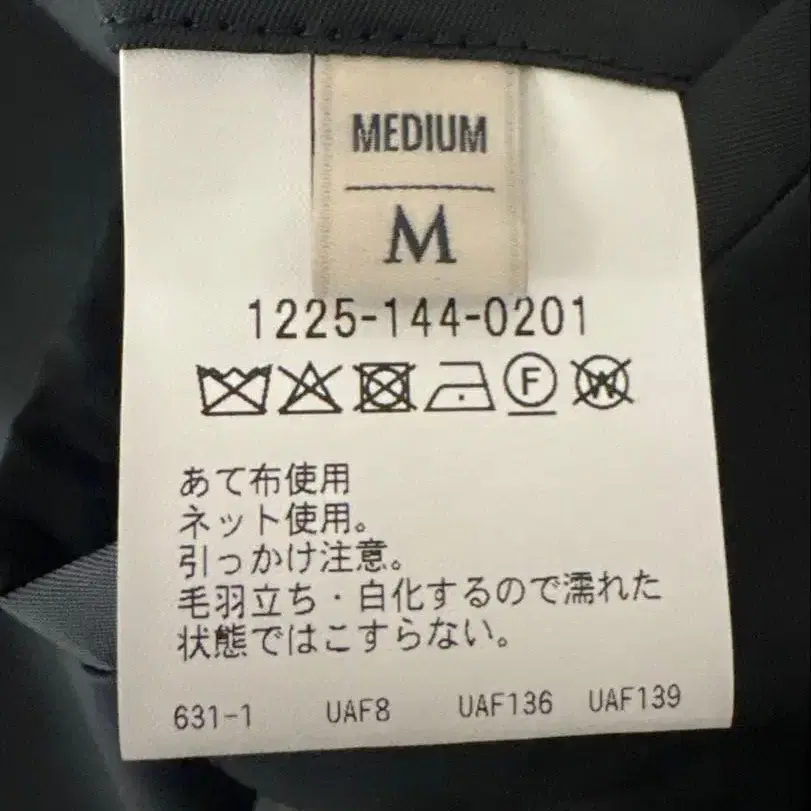 MEDIUM
M
1225-144-0201
F W
あて布使用
ネット使用。
引っかけ注意。
毛羽立ち・白化するので濡れた
状態ではこすらない。
631-1 UAF8 UAF136 UAF139